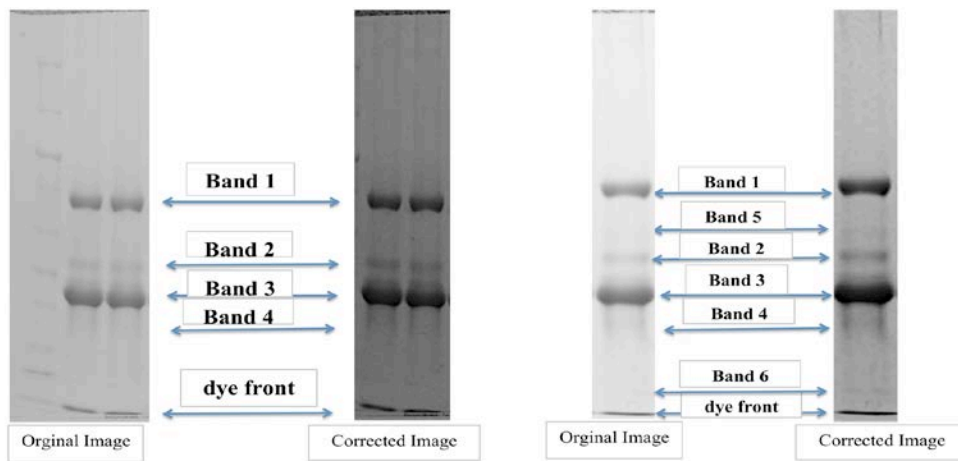 Band 1
Band 2
Band 3
Band 4
dye front
Orginal Image
Corrected Image
Band 1
Band 5
Band 2
Band 3
Band 4
Band 6
dye front
Orginal Image
Corrected Image